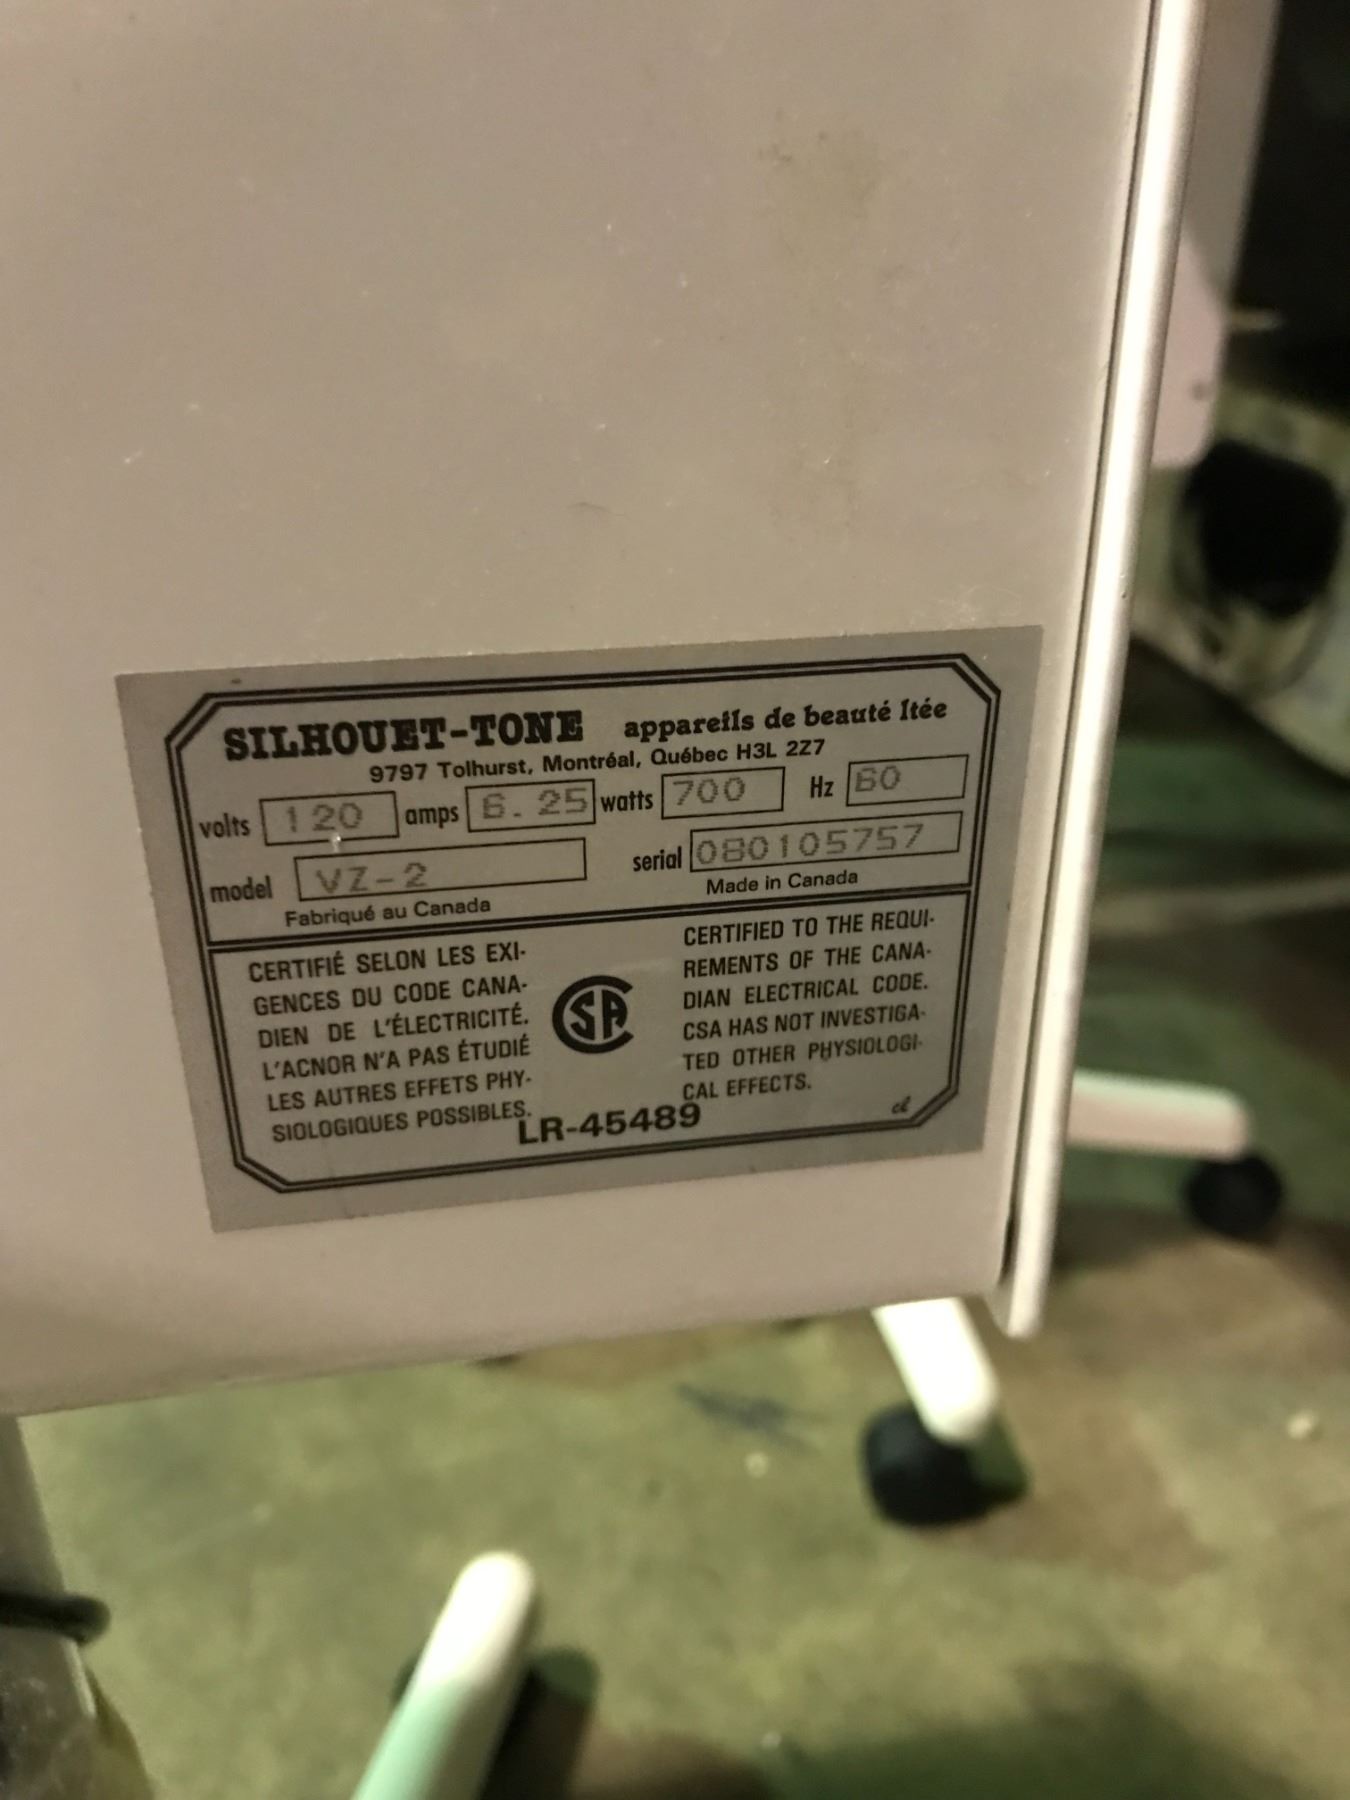 SILHOUET-TONE appareils de beauté ltée
9797 Tolhurst, Montréal, Québec H3L 2Z7
volts 120 amps 6.25 watts 700 Hz 60
model VZ-2 serial 080105757
Fabriqué au Canada Made in Canada
CERTIFIÉ SELON LES EXI-
GENCES DU CODE CANA-
DIEN DE L'ÉLECTRICITÉ.
L'ACNOR N'A PAS ÉTUDIÉ
LES AUTRES EFFETS PHY-
SIOLOGIQUES POSSIBLES.
CSA
CERTIFIED TO THE REQUI-
REMENTS OF THE CANA-
DIAN ELECTRICAL CODE.
CSA HAS NOT INVESTIGA-
TED OTHER PHYSIOLOGI-
CAL EFFECTS.
LR-45489
cl